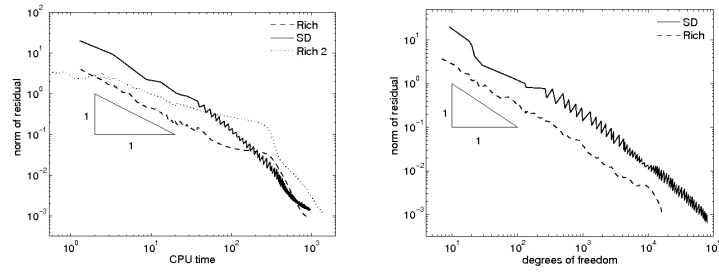 10^2
10^1
10^0
10^-1
10^-2
10^-3
norm of residual
Rich
SD
Rich 2
1
1
10^0
10^1
10^2
10^3
CPU time
10^1
10^0
10^-1
10^-2
10^-3
norm of residual
SD
Rich
1
1
10^1
10^2
10^3
10^4
10^5
degrees of freedom